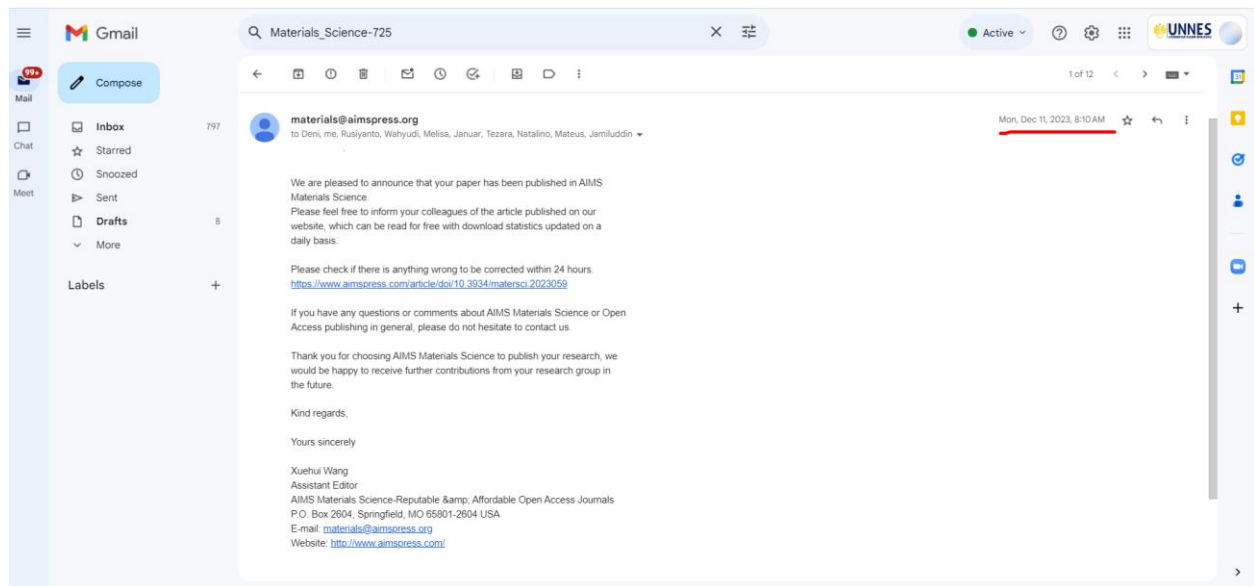 Gmail
Materials_Science-725
Active
UNNES
99+
Mail
Compose
1 of 12
Chat
Meet
Inbox 797
Starred
Snoozed
Sent
Drafts 8
More
Labels
materials@aimspress.org
to Deni, me, Rusiyanto, Wahyudi, Melisa, Januar, Tezara, Natalino, Mateus, Jamiluddin
Mon, Dec 11, 2023, 8:10 AM
We are pleased to announce that your paper has been published in AIMS
Materials Science.
Please feel free to inform your colleagues of the article published on our
website, which can be read for free with download statistics updated on a
daily basis.
Please check if there is anything wrong to be corrected within 24 hours.
https://www.aimspress.com/article/doi/10.3934/matersci.2023059
If you have any questions or comments about AIMS Materials Science or Open
Access publishing in general, please do not hesitate to contact us.
Thank you for choosing AIMS Materials Science to publish your research, we
would be happy to receive further contributions from your research group in
the future.
Kind regards,
Yours sincerely
Xuehui Wang
Assistant Editor
AIMS Materials Science-Reputable &amp; Affordable Open Access Journals
P.O. Box 2604, Springfield, MO 65801-2604 USA
E-mail: materials@aimspress.org
Website: http://www.aimspress.com/